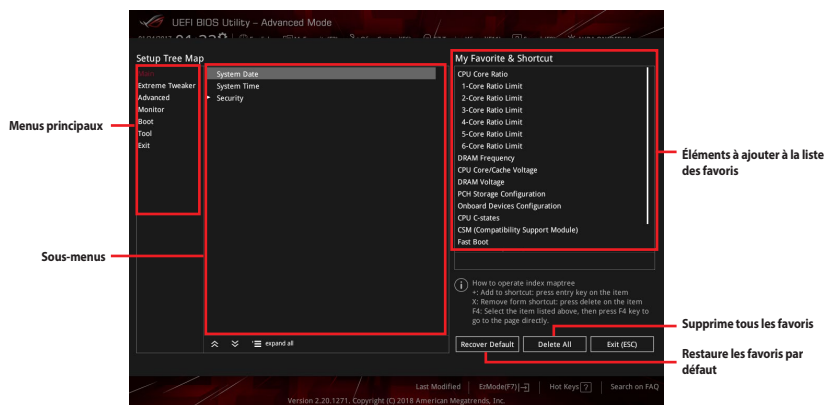 UEFI BIOS Utility – Advanced Mode
Setup Tree Map
Main
Extreme Tweaker
Advanced
Monitor
Boot
Tool
Exit
System Date
System Time
Security
expand all
My Favorite & Shortcut
CPU Core Ratio
1-Core Ratio Limit
2-Core Ratio Limit
3-Core Ratio Limit
4-Core Ratio Limit
5-Core Ratio Limit
6-Core Ratio Limit
DRAM Frequency
CPU Core/Cache Voltage
DRAM Voltage
PCH Storage Configuration
Onboard Devices Configuration
CPU C-states
CSM (Compatibility Support Module)
Fast Boot
How to operate index maptree
+: Add to shortcut: press entry key on the item
X: Remove form shortcut: press delete on the item
F4: Select the item listed above, then press F4 key to
go to the page directly.
Recover Default
Delete All
Exit (ESC)
Last Modified
EzMode(F7)
Hot Keys ?
Search on FAQ
Version 2.20.1271. Copyright (C) 2018 American Megatrends, Inc.
Menus principaux
Sous-menus
Éléments à ajouter à la liste
des favoris
Supprime tous les favoris
Restaure les favoris par
défaut